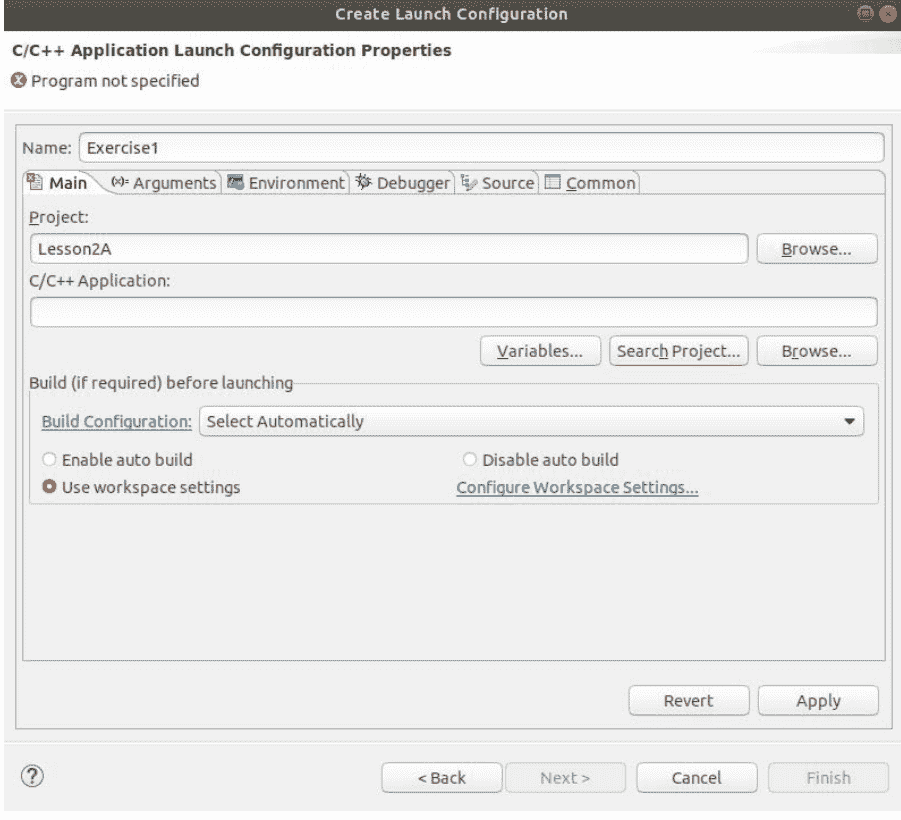 Create Launch Configuration
C/C++ Application Launch Configuration Properties
Program not specified
Name: Exercise1
Main (x)= Arguments Environment Debugger Source Common
Project:
Lesson2A Browse...
C/C++ Application:
Variables... Search Project... Browse...
Build (if required) before launching
Build Configuration: Select Automatically
Enable auto build Disable auto build
Use workspace settings Configure Workspace Settings...
Revert Apply
? < Back Next > Cancel Finish